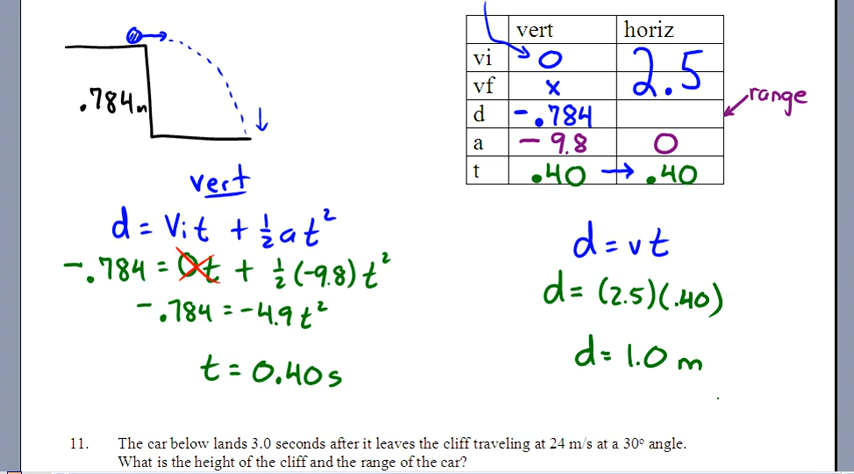 .784m
vert horiz
vi 0 2.5
vf x
d -.784
range
a -9.8 0
t .40 → .40
vert
d = Vit + ½at²
-.784 = 0t + ½(-9.8)t²
-.784 = -4.9t²
t = 0.40s
d = vt
d = (2.5)(.40)
d = 1.0 m
11. The car below lands 3.0 seconds after it leaves the cliff traveling at 24 m/s at a 30° angle.
What is the height of the cliff and the range of the car?